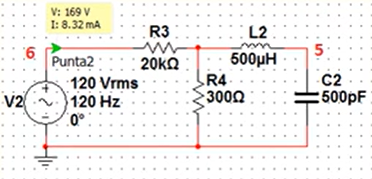 V: 169 V
I: 8.32 mA
6
Punta2
R3
20kΩ
L2
500μH
5
V2
120 Vrms
120 Hz
0°
R4
300Ω
C2
500pF